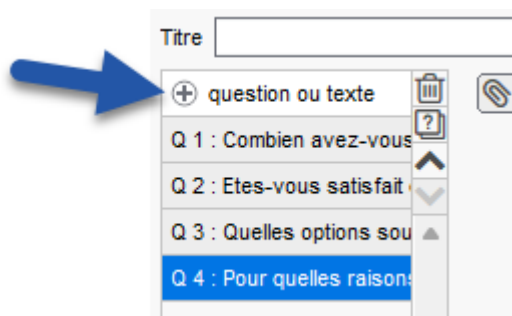 Titre
question ou texte
Q 1 : Combien avez-vous
Q 2 : Etes-vous satisfait
Q 3 : Quelles options sou
Q 4 : Pour quelles raisons